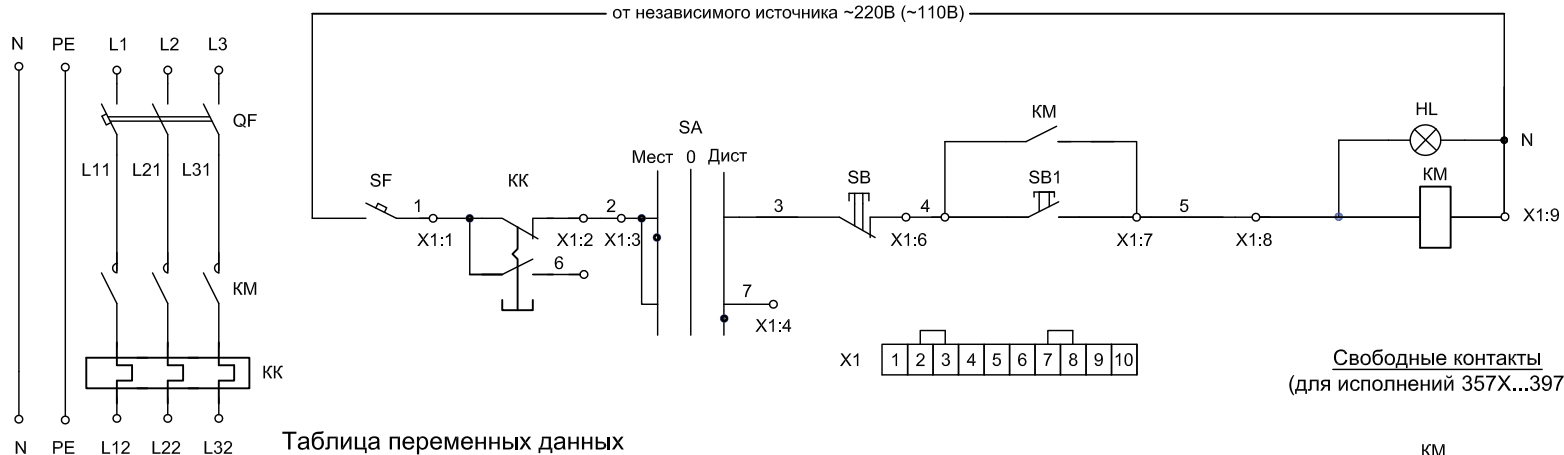 от независимого источника ~220В (~110В)
N PE L1 L2 L3
QF
L11 L21 L31
SA
Мест 0 Дист
KM
HL
N
SF
KK
SB
SB1
KM
1
2
3
4
5
X1:1
X1:2
X1:3
X1:6
X1:7
X1:8
X1:9
6
7
X1:4
KM
KK
X1 1 2 3 4 5 6 7 8 9 10
Свободные контакты
(для исполнений 357Х...397
N PE L12 L22 L32
Таблица переменных данных
KM